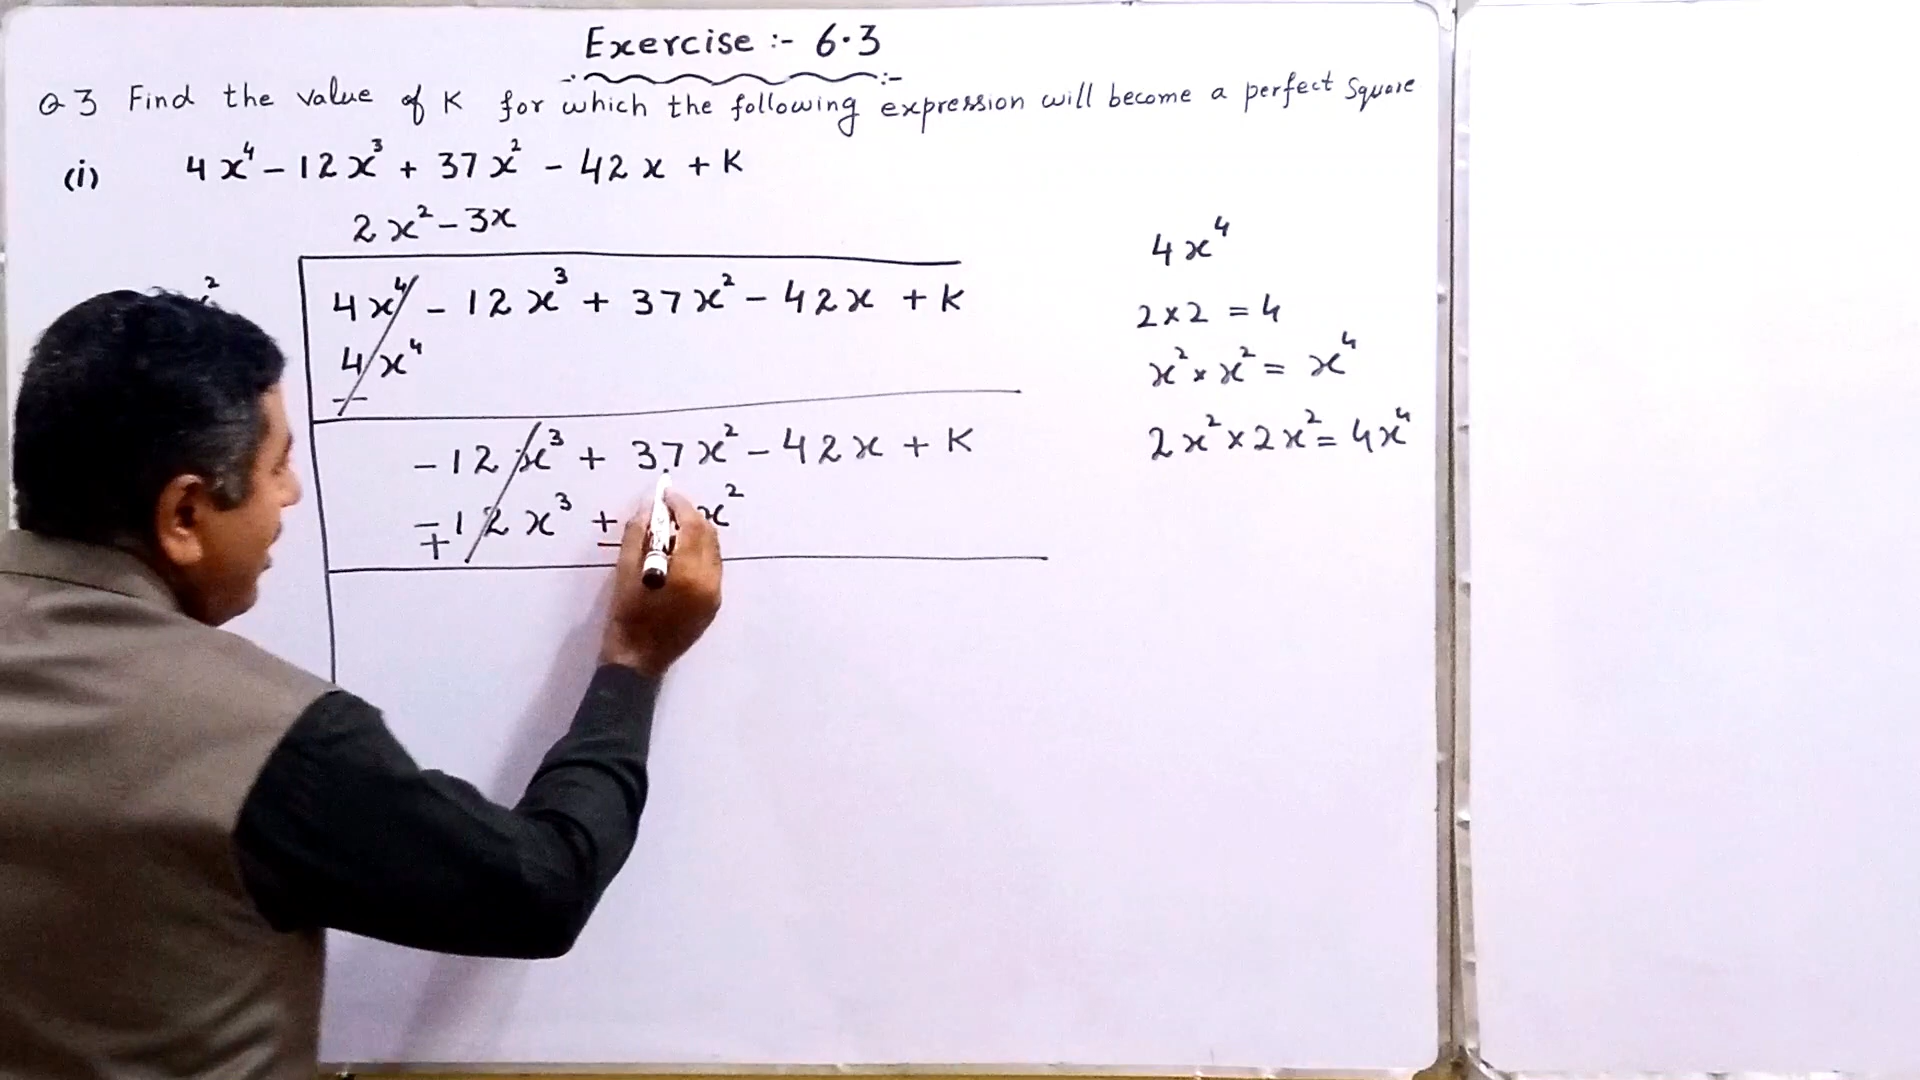 Exercise :- 6.3
Q 3 Find the value of K for which the following expression will become a perfect Square
(i) 4x⁴ - 12x³ + 37x² - 42x + K
2x² - 3x
4x⁴ - 12x³ + 37x² - 42x + K
4x⁴
-
-12x³ + 37x² - 42x + K
-12x³ + x²
+ -
4x⁴
2 × 2 = 4
x² × x² = x⁴
2x² × 2x² = 4x⁴